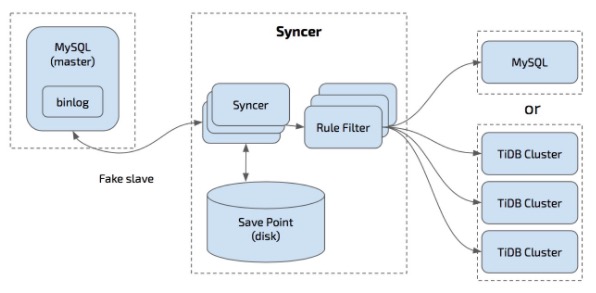 MySQL
(master)
binlog
Fake slave
Syncer
Syncer
Rule Filter
Save Point
(disk)
MySQL
or
TiDB Cluster
TiDB Cluster
TiDB Cluster